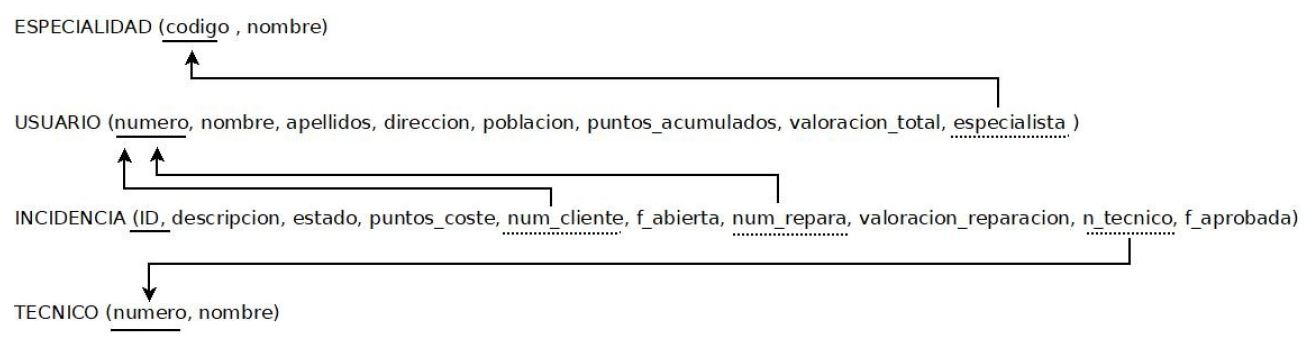 ESPECIALIDAD (codigo , nombre)
USUARIO (numero, nombre, apellidos, direccion, poblacion, puntos_acumulados, valoracion_total, especialista )
INCIDENCIA (ID, descripcion, estado, puntos_coste, num_cliente, f_abierta, num_repara, valoracion_reparacion, n_tecnico, f_aprobada)
TECNICO (numero, nombre)